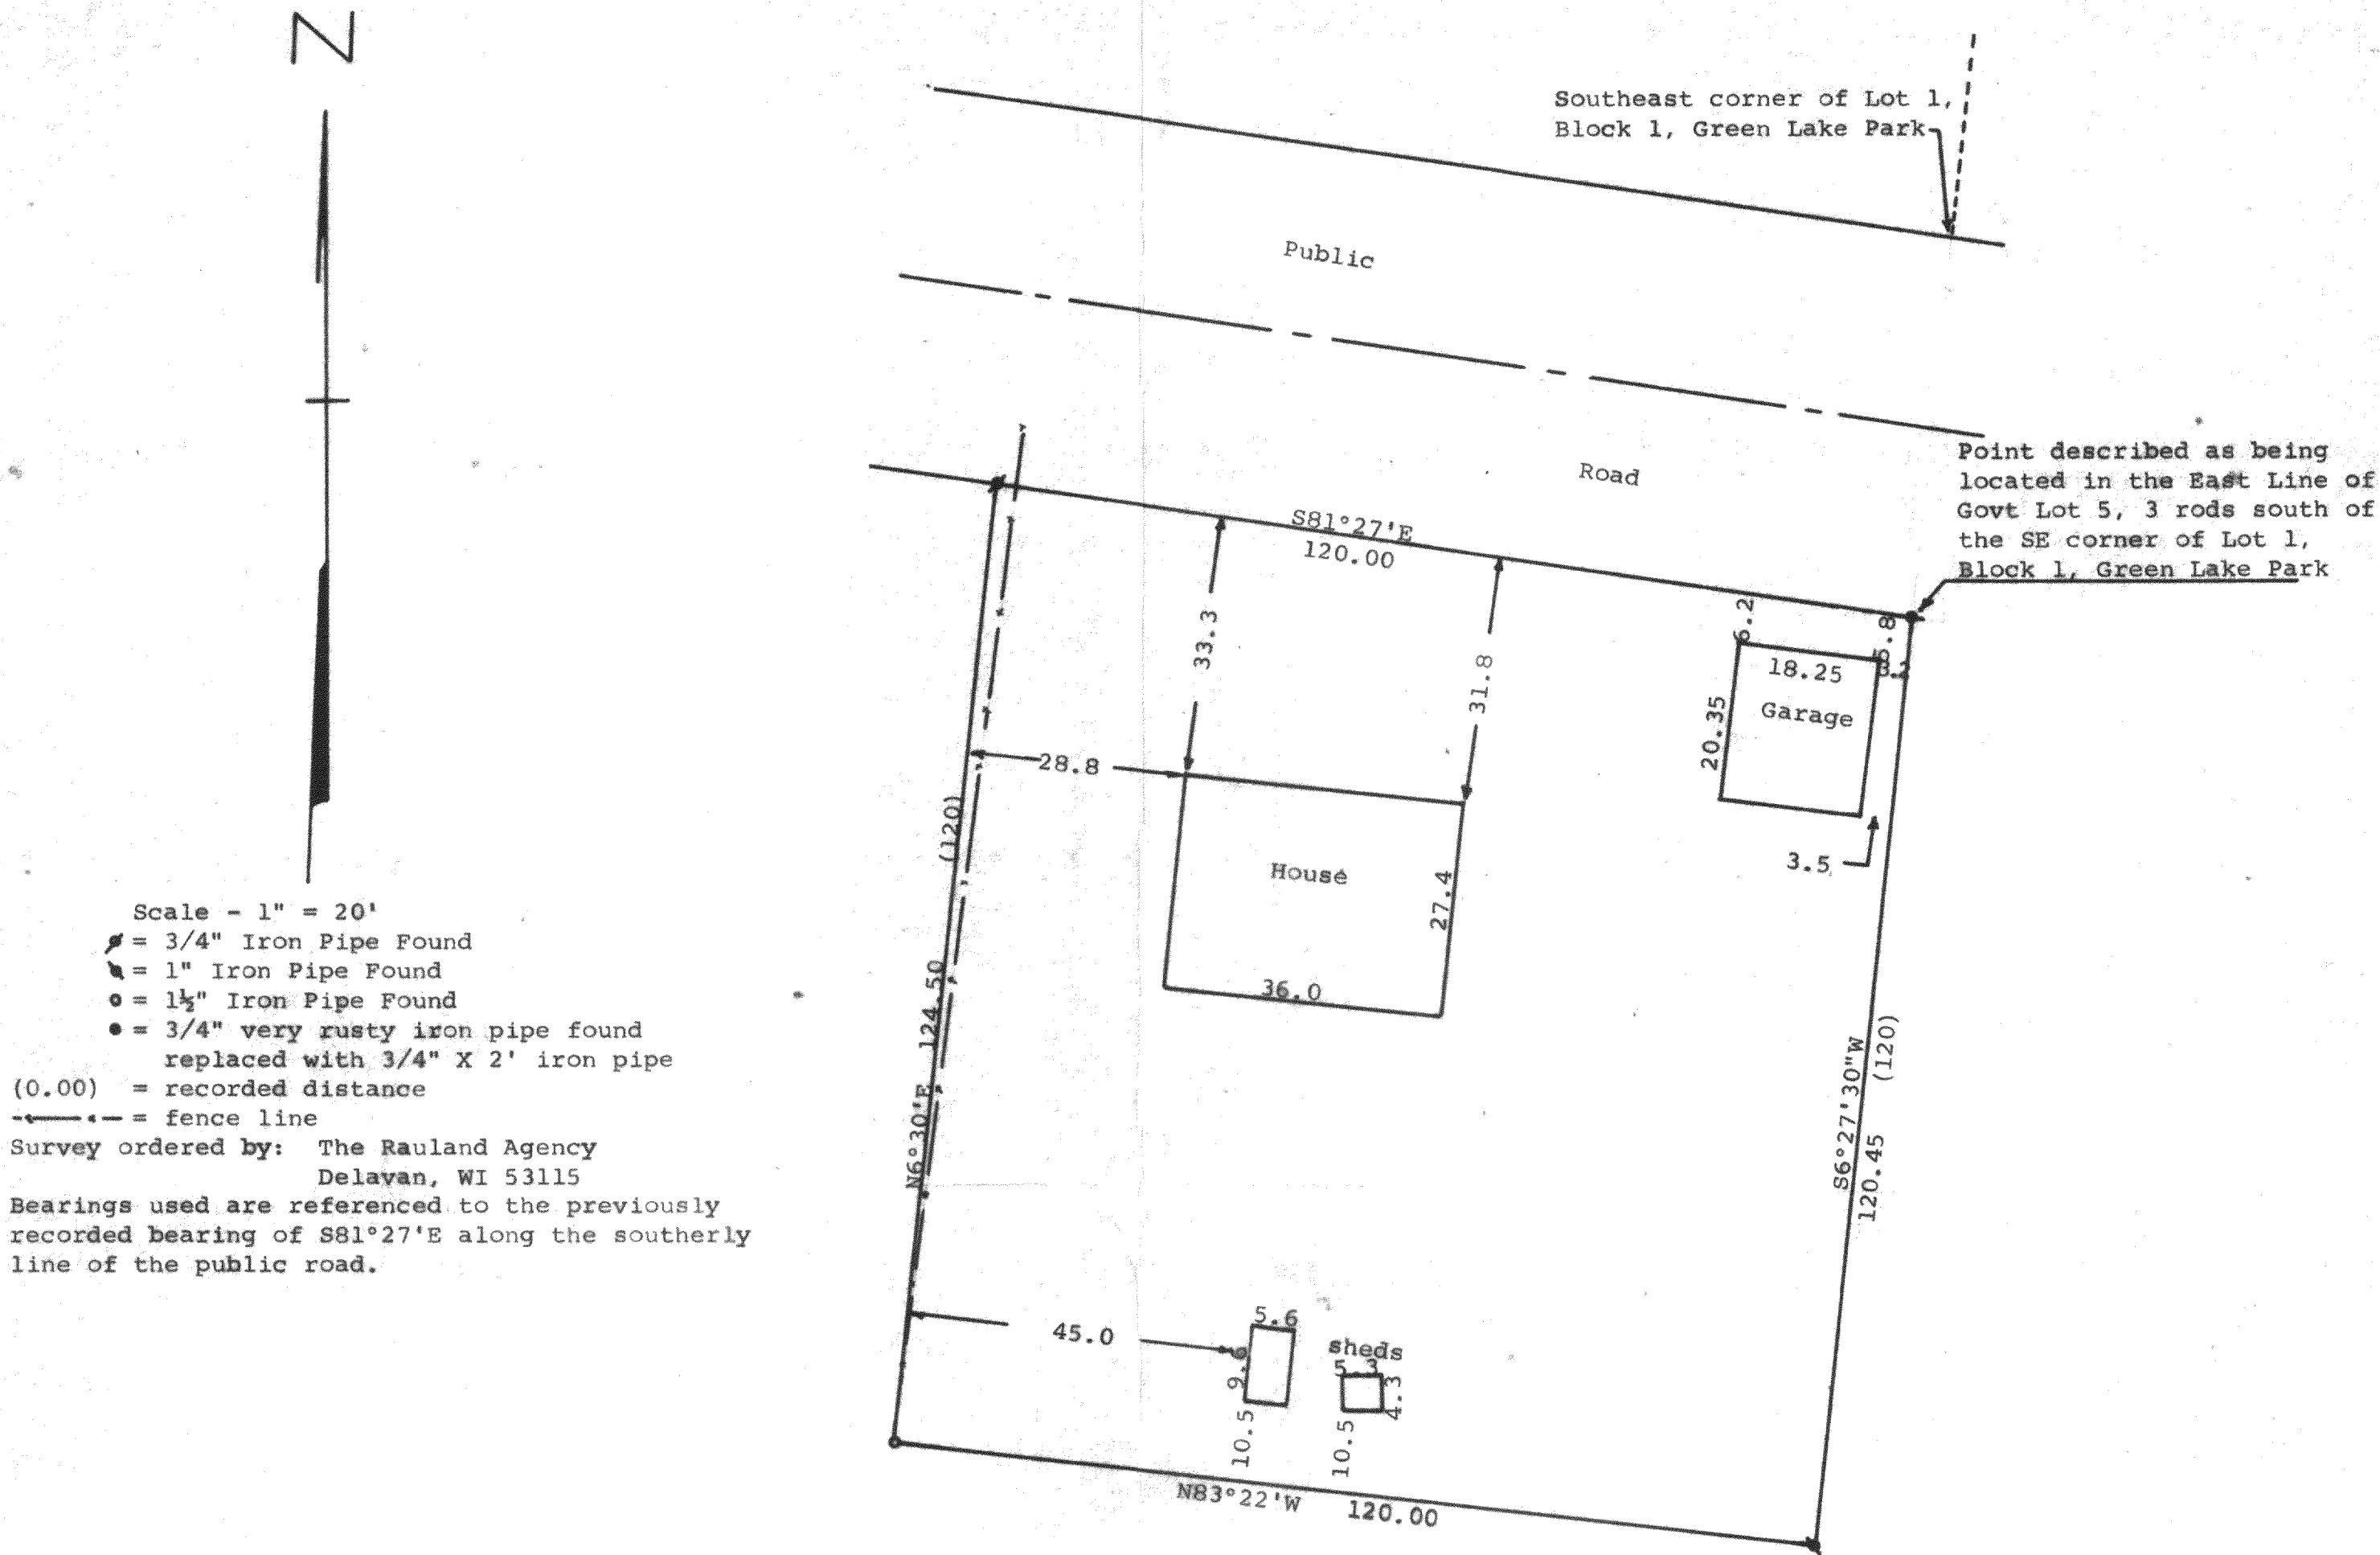 N
Southeast corner of Lot 1,
Block 1, Green Lake Park
Public
Road
Point described as being
located in the East Line of
Govt Lot 5, 3 rods south of
the SE corner of Lot 1,
Block 1, Green Lake Park
S81°27'E
120.00
33.3
31.8
6.2
5.8
18.25
Garage
20.35
3.5
28.8
(120)
House
27.4
36.0
124.50
N6°30'E
(120)
S6°27'30"W
120.45
45.0
5.6
sheds
5.3
4.3
10.5
10.5
N83°22'W 120.00
Scale - 1" = 20'
= 3/4" Iron Pipe Found
= 1" Iron Pipe Found
= 1½" Iron Pipe Found
= 3/4" very rusty iron pipe found
replaced with 3/4" X 2' iron pipe
(0.00) = recorded distance
= fence line
Survey ordered by: The Rauland Agency
Delavan, WI 53115
Bearings used are referenced to the previously
recorded bearing of S81°27'E along the southerly
line of the public road.